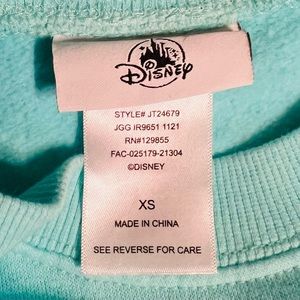 Disney
STYLE# JT24679
JGG IR9651 1121
RN#129855
FAC-025179-21304
©DISNEY
XS
MADE IN CHINA
SEE REVERSE FOR CARE